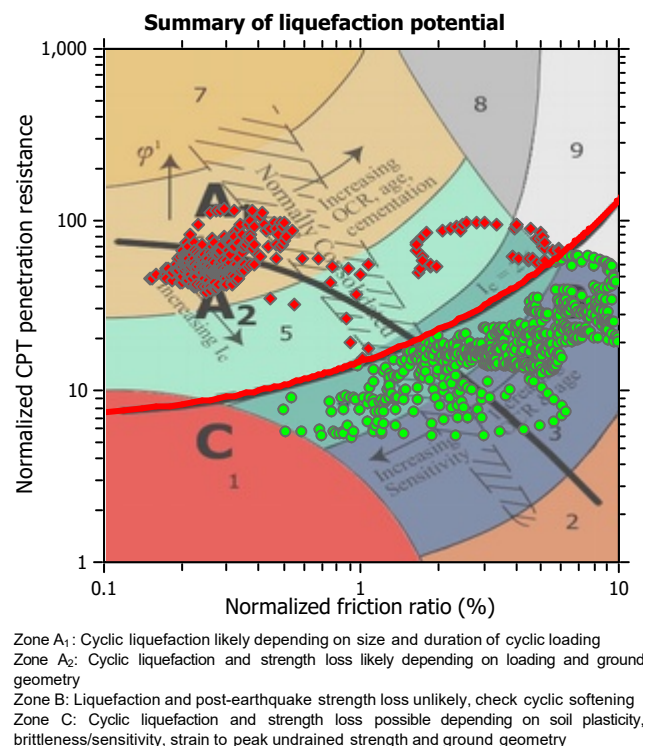 Summary of liquefaction potential
1,000
100
10
1
Normalized CPT penetration resistance
7
8
9
φ'
Increasing
OCR, age,
cementation
Normally Consolidated
A
A2
Increasing Ic
Ic = 2
5
C
1
Increasing
Sensitivity
3
2
0.1
1
10
Normalized friction ratio (%)
Zone A1: Cyclic liquefaction likely depending on size and duration of cyclic loading
Zone A2: Cyclic liquefaction and strength loss likely depending on loading and ground
geometry
Zone B: Liquefaction and post-earthquake strength loss unlikely, check cyclic softening
Zone C: Cyclic liquefaction and strength loss possible depending on soil plasticity,
brittleness/sensitivity, strain to peak undrained strength and ground geometry